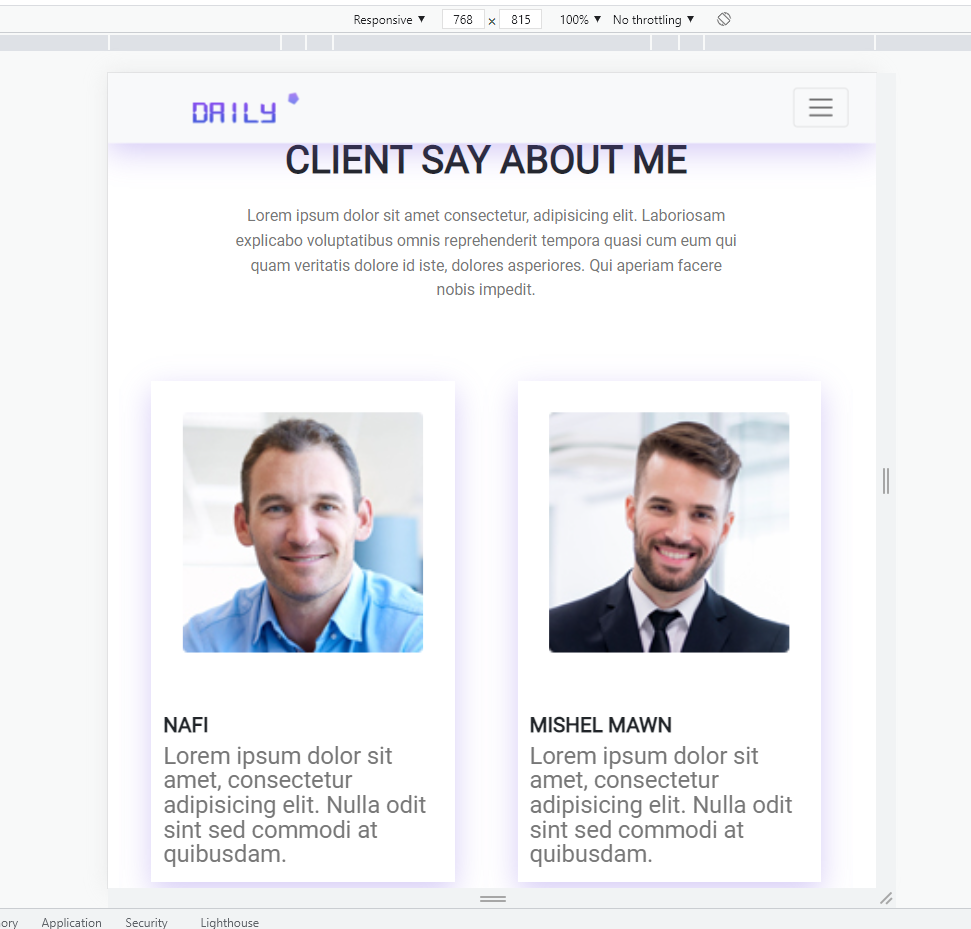 Responsive ▼ 768 × 815 100% ▼ No throttling ▼
DAILY
CLIENT SAY ABOUT ME
Lorem ipsum dolor sit amet consectetur, adipisicing elit. Laboriosam
explicabo voluptatibus omnis reprehenderit tempora quasi cum eum qui
quam veritatis dolore id iste, dolores asperiores. Qui aperiam facere
nobis impedit.
NAFI
Lorem ipsum dolor sit
amet, consectetur
adipisicing elit. Nulla odit
sint sed commodi at
quibusdam.
MISHEL MAWN
Lorem ipsum dolor sit
amet, consectetur
adipisicing elit. Nulla odit
sint sed commodi at
quibusdam.
ory Application Security Lighthouse